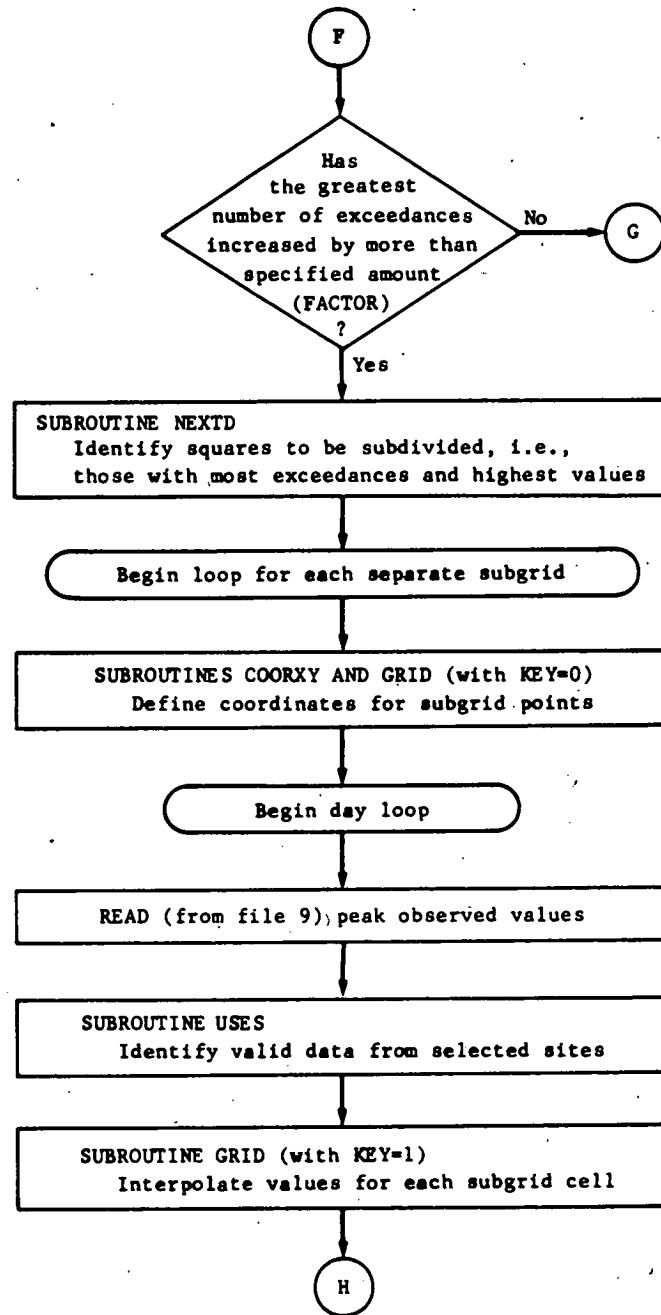 F
Has
the greatest
number of exceedances
increased by more than
specified amount
(FACTOR)
?
No
G
Yes
SUBROUTINE NEXTD
Identify squares to be subdivided, i.e.,
those with most exceedances and highest values
Begin loop for each separate subgrid
SUBROUTINES COORXY AND GRID (with KEY=0)
Define coordinates for subgrid points
Begin day loop
READ (from file 9) peak observed values
SUBROUTINE USES
Identify valid data from selected sites
SUBROUTINE GRID (with KEY=1)
Interpolate values for each subgrid cell
H